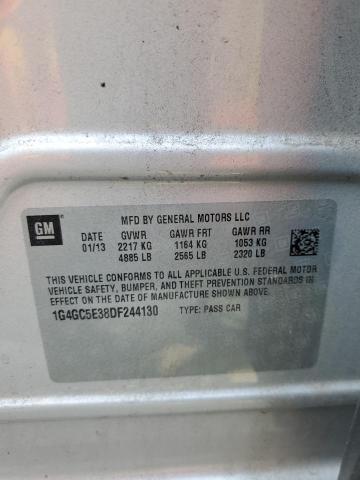 GM
MFD BY GENERAL MOTORS LLC
DATE GVWR GAWR FRT GAWR RR
01/13 2217 KG 1164 KG 1053 KG
4885 LB 2565 LB 2320 LB
THIS VEHICLE CONFORMS TO ALL APPLICABLE U.S. FEDERAL MOTOR
VEHICLE SAFETY, BUMPER, AND THEFT PREVENTION STANDARDS IN
EFFECT ON THE DATE OF MANUFACTURE SHOWN ABOVE.
1G4GC5E38DF244130 TYPE: PASS CAR